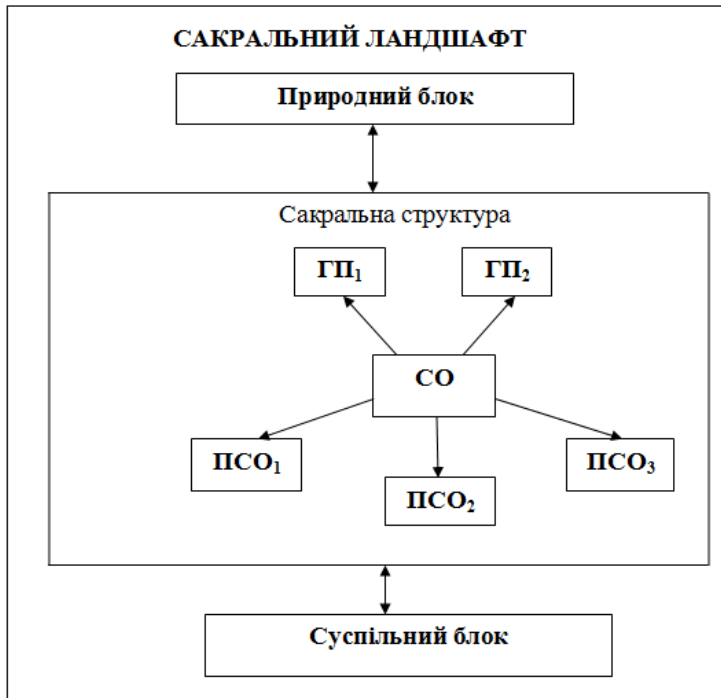 САКРАЛЬНИЙ ЛАНДШАФТ
Природний блок
Сакральна структура
ГП₁ ГП₂
СО
ПСО₁ ПСО₃
ПСО₂
Суспільний блок